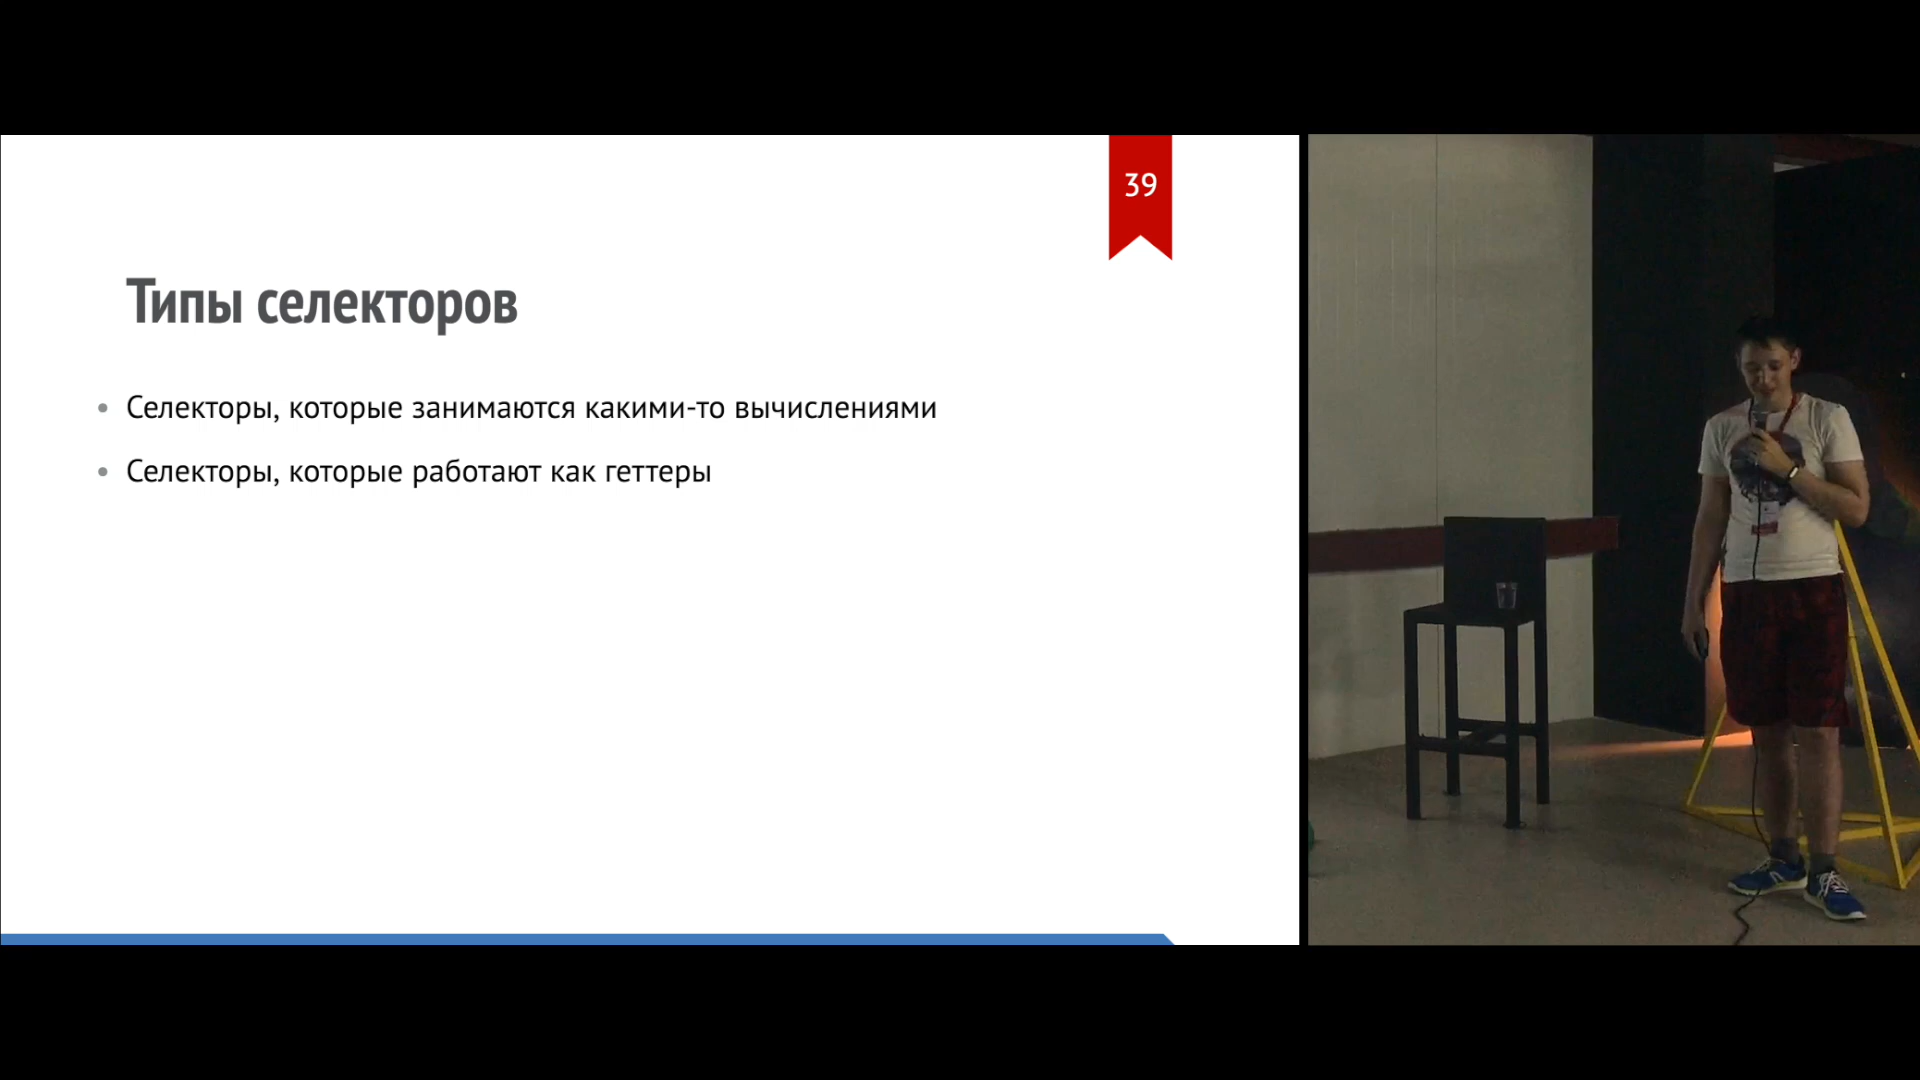 39
Типы селекторов
Селекторы, которые занимаются какими-то вычислениями
Селекторы, которые работают как геттеры